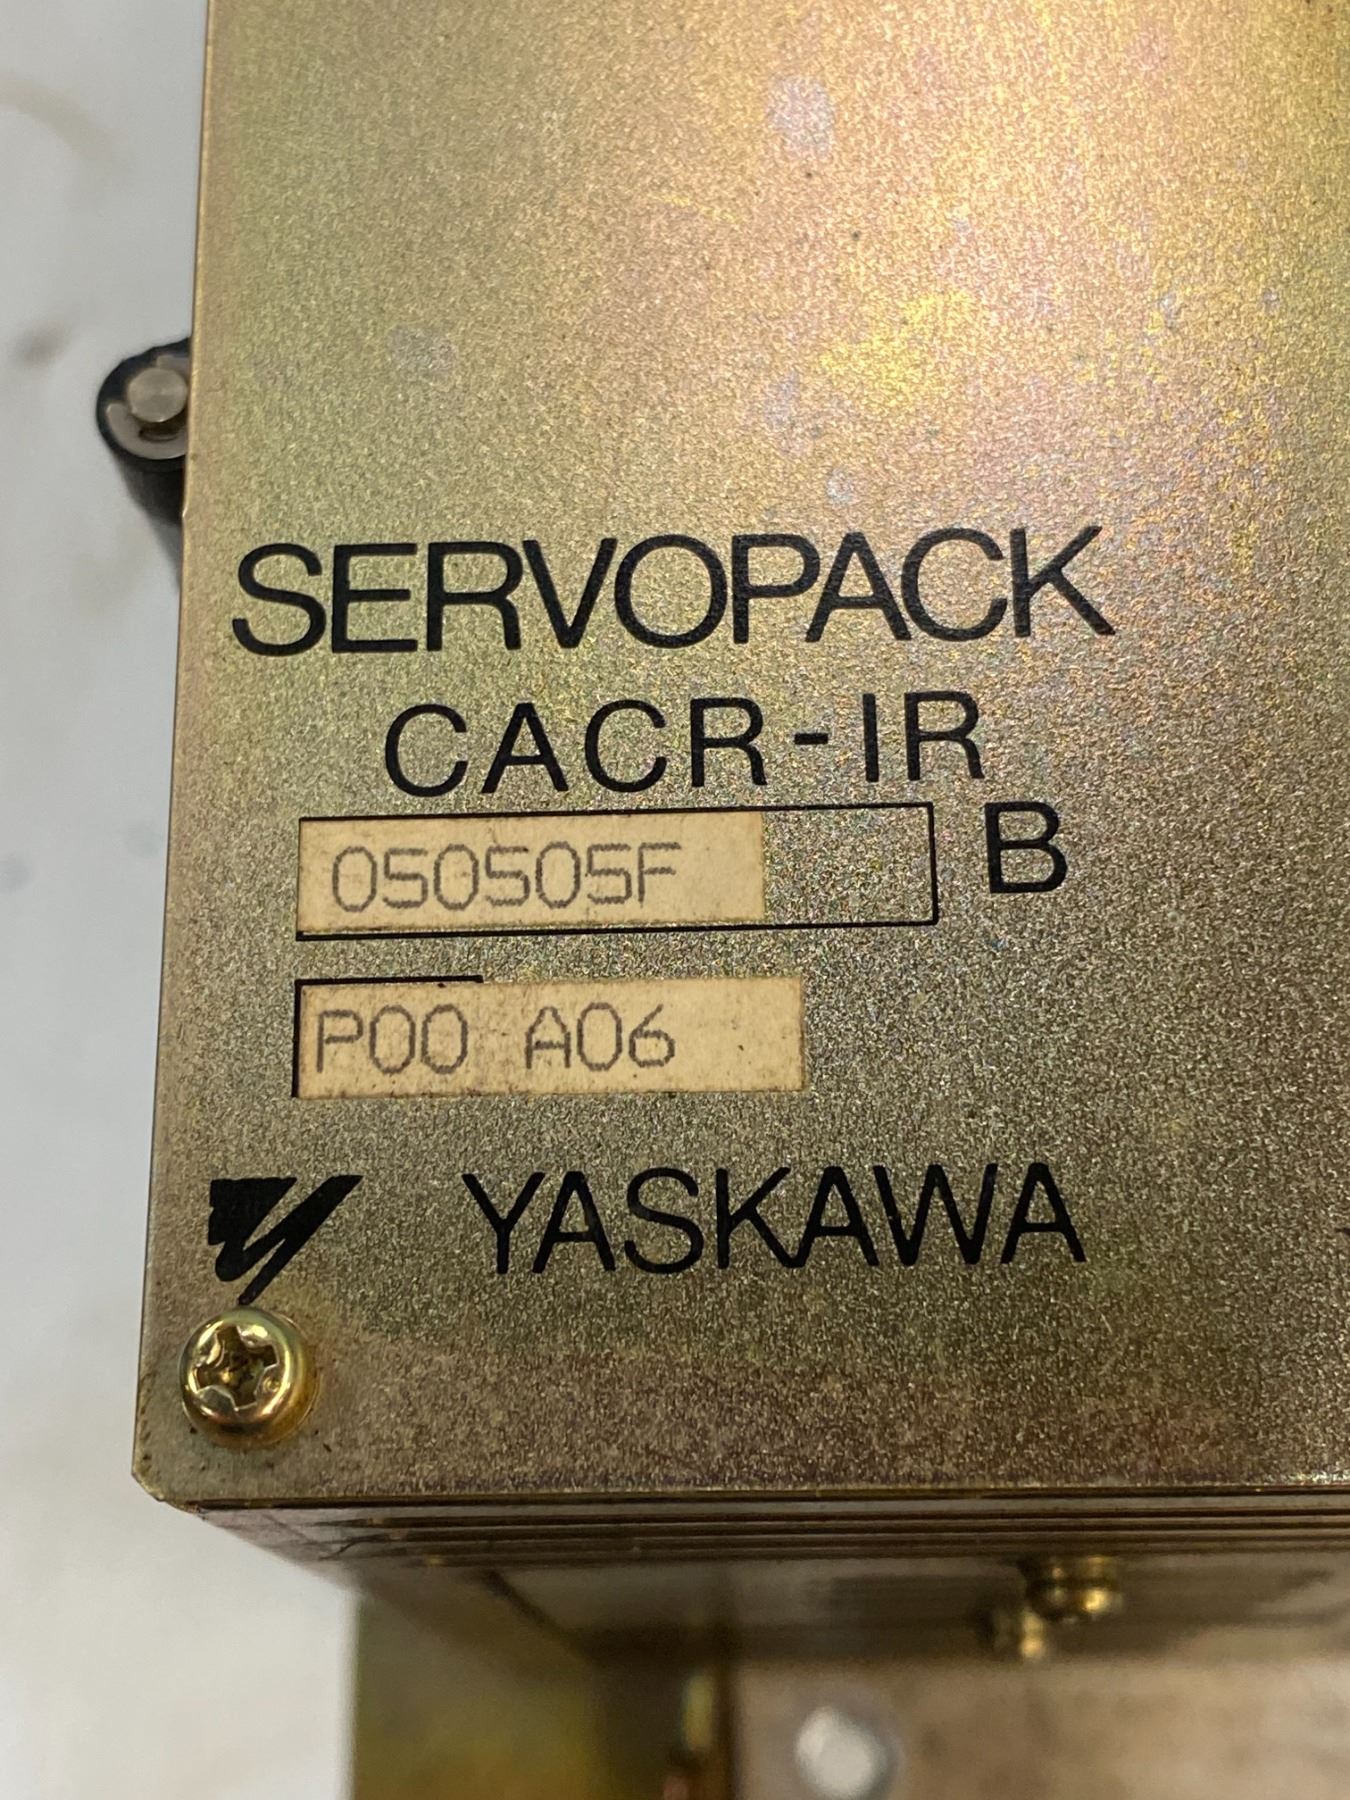 SERVOPACK
CACR-IR
050505F B
P00 A06
YASKAWA